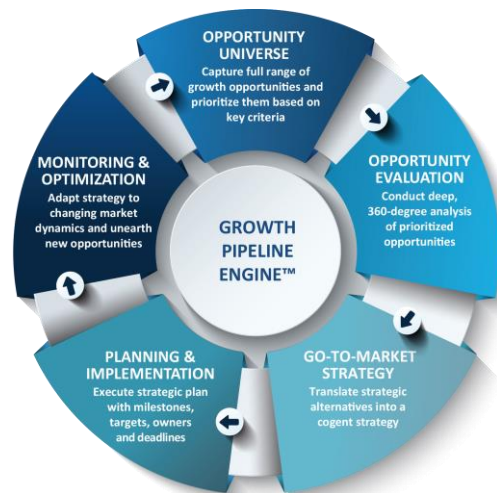 OPPORTUNITY
UNIVERSE
Capture full range of
growth opportunities and
prioritize them based on
key criteria
OPPORTUNITY
EVALUATION
Conduct deep,
360-degree analysis
of prioritized
opportunities
GO-TO-MARKET
STRATEGY
Translate strategic
alternatives into a
cogent strategy
PLANNING &
IMPLEMENTATION
Execute strategic plan
with milestones,
targets, owners
and deadlines
MONITORING &
OPTIMIZATION
Adapt strategy to
changing market
dynamics and unearth
new opportunities
GROWTH
PIPELINE
ENGINE™